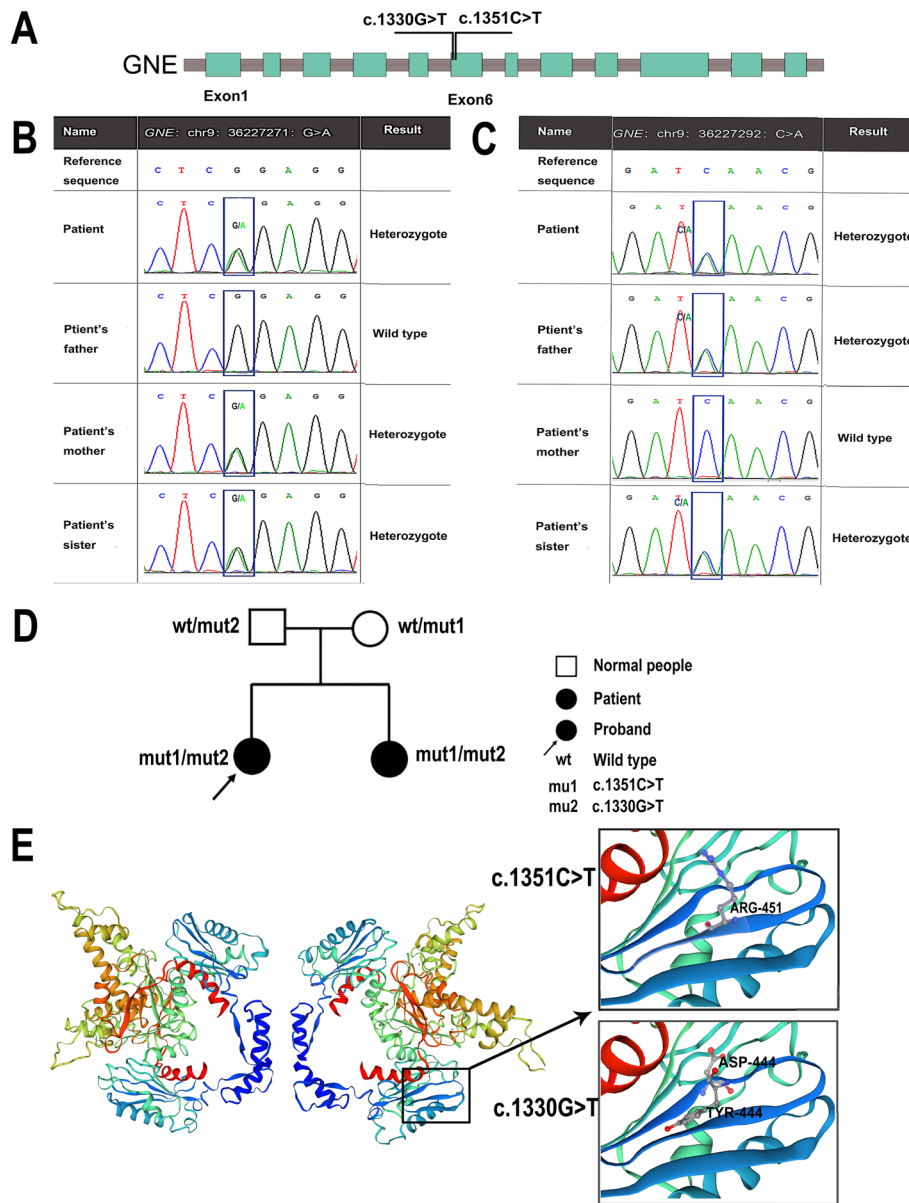 A
c.1330G>T c.1351C>T
GNE
Exon1 Exon6
B
Name GNE: chr9: 36227271: G>A Result
Reference sequence C T C G G A G G
Patient C T C G/A G A G G Heterozygote
Ptient's father C T C G G A G G Wild type
Patient's mother C T C G/A G A G G Heterozygote
Patient's sister C T C G/A G A G G Heterozygote
C
Name GNE: chr9: 36227292: C>A Result
Reference sequence G A T C A A C G
Patient G A T C/A A A C G Heterozygote
Ptient's father G A T C/A A A C G Heterozygote
Patient's mother G A T C A A C G Wild type
Patient's sister G A T C/A A A C G Heterozygote
D
wt/mut2 wt/mut1
mut1/mut2 mut1/mut2
Normal people
Patient
Proband
wt Wild type
mu1 c.1351C>T
mu2 c.1330G>T
E
c.1351C>T
ARG-451
c.1330G>T
ASP-444
TYR-444